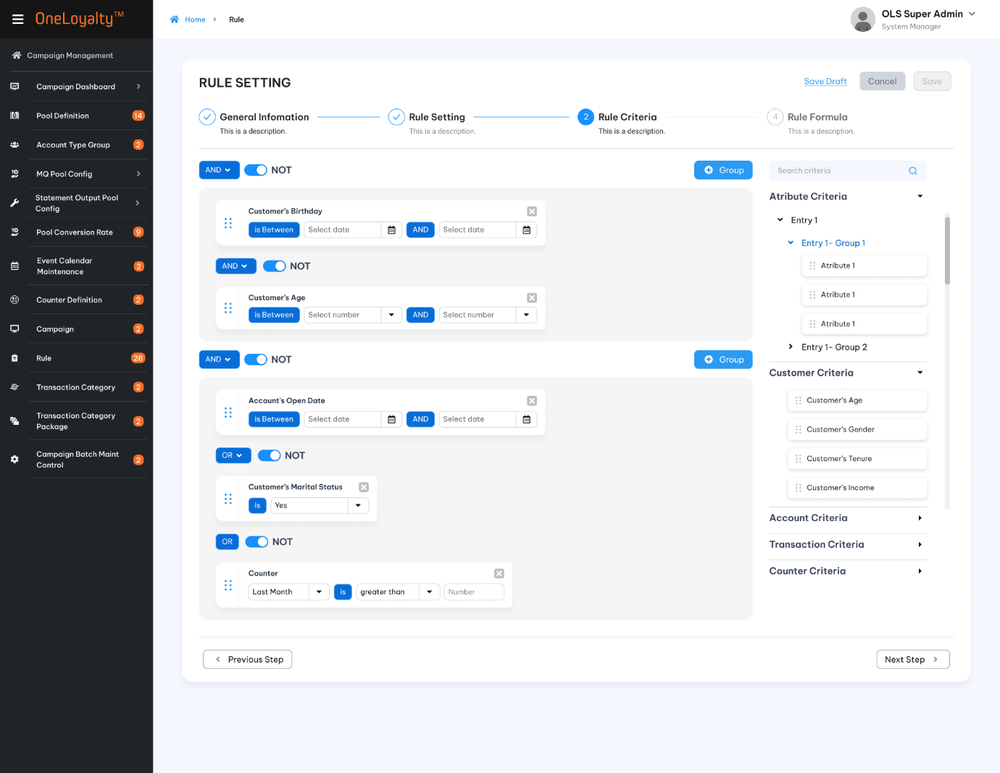 OneLoyalty™
Home
Rule
OLS Super Admin
System Manager
Campaign Management
Campaign Dashboard
Pool Definition 14
Account Type Group 2
MQ Pool Config
Statement Output Pool
Config
Pool Conversion Rate 9
Event Calendar
Maintenance 2
Counter Definition 2
Campaign 2
Rule 28
Transaction Category 2
Transaction Category
Package 2
Campaign Batch Maint
Control 2
RULE SETTING
Save Draft
Cancel
Save
General Infomation
This is a description.
Rule Setting
This is a description.
2 Rule Criteria
This is a description.
4 Rule Formula
This is a description.
AND NOT Group
Customer's Birthday
is Between Select date AND Select date
AND NOT
Customer's Age
is Between Select number AND Select number
AND NOT Group
Account's Open Date
is Between Select date AND Select date
OR NOT
Customer's Marital Status
is Yes
OR NOT
Counter
Last Month is greater than Number
Search criteria
Atribute Criteria
Entry 1
Entry 1- Group 1
Atribute 1
Atribute 1
Atribute 1
Entry 1- Group 2
Customer Criteria
Customer's Age
Customer's Gender
Customer's Tenure
Customer's Income
Account Criteria
Transaction Criteria
Counter Criteria
Previous Step
Next Step